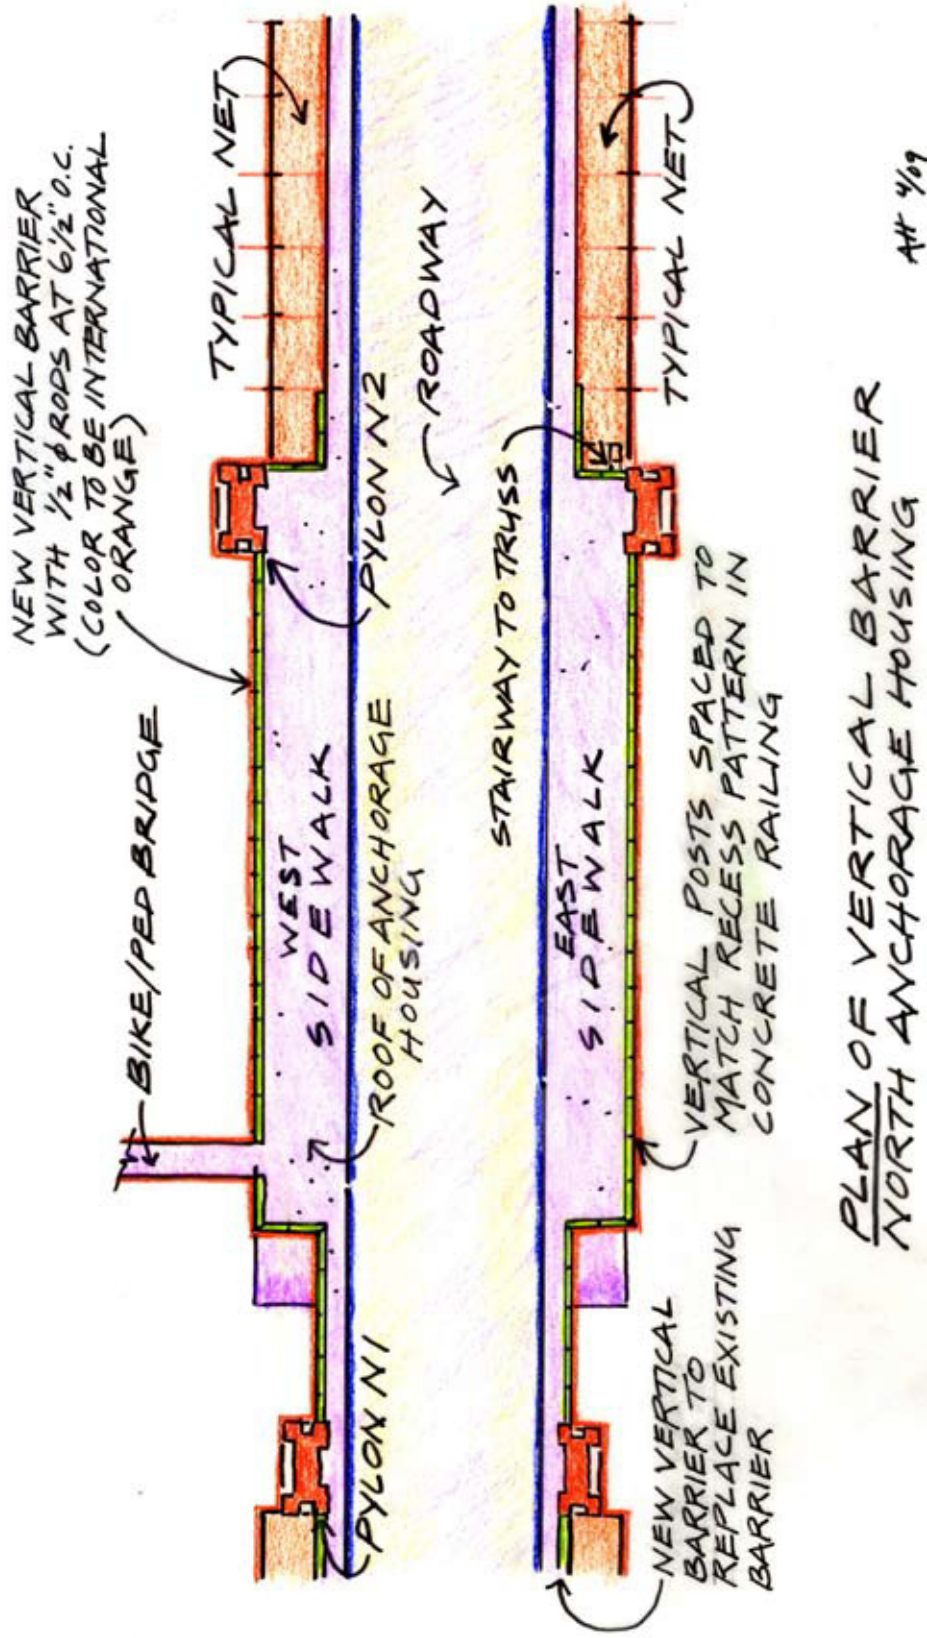 NEW VERTICAL BARRIER
WITH 1/2" φ RODS AT 6 1/2" O.C.
(COLOR TO BE INTERNATIONAL
ORANGE)
BIKE/PED BRIDGE
TYPICAL NET
WEST
SIDEWALK
PYLON N1
ROOF OF ANCHORAGE
HOUSING
PYLON N2
ROADWAY
STAIRWAY TO TRUSS
EAST
SIDEWALK
TYPICAL NET
NEW VERTICAL
BARRIER TO
REPLACE EXISTING
BARRIER
VERTICAL POSTS SPACED TO
MATCH RECESS PATTERN IN
CONCRETE RAILING
PLAN OF VERTICAL BARRIER
NORTH ANCHORAGE HOUSING